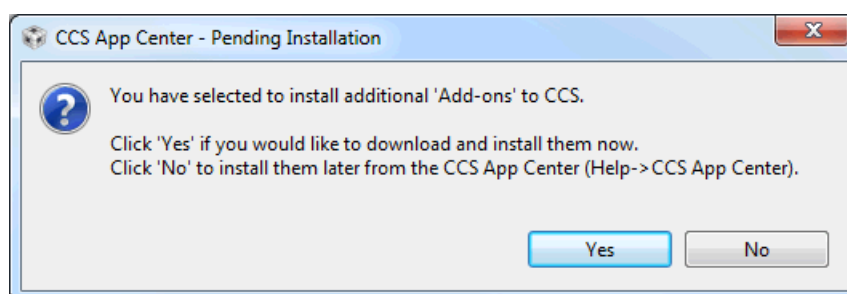 CCS App Center - Pending Installation
You have selected to install additional 'Add-ons' to CCS.
Click 'Yes' if you would like to download and install them now.
Click 'No' to install them later from the CCS App Center (Help->CCS App Center).
Yes No